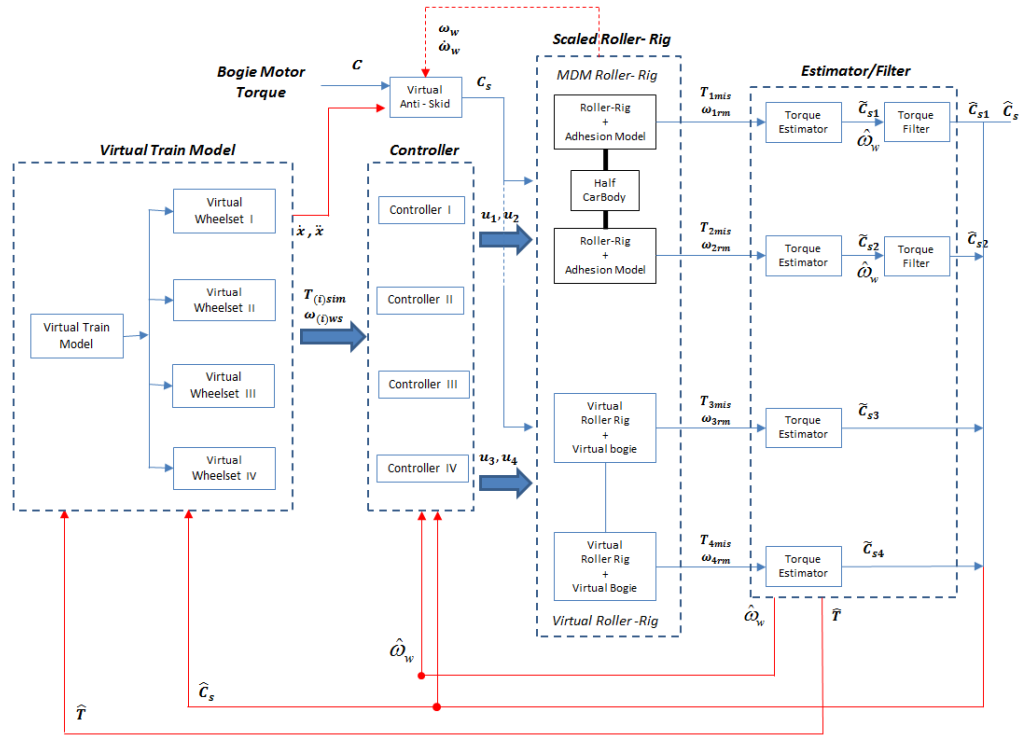 ω_w
ω̇_w
Scaled Roller- Rig
Bogie Motor
Torque
C
Virtual
Anti - Skid
C_s
MDM Roller- Rig
Estimator/Filter
Roller-Rig
+
Adhesion Model
T_1mis
ω_1rm
Torque
Estimator
C̃_s1
ω̂_w
Torque
Filter
Ĉ_s1
Ĉ_s
Virtual Train Model
Controller
Half
CarBody
Virtual
Wheelset I
ẋ , ẍ
Controller I
u_1, u_2
Roller-Rig
+
Adhesion Model
T_2mis
ω_2rm
Torque
Estimator
C̃_s2
ω̂_w
Torque
Filter
Ĉ_s2
Virtual
Wheelset II
T_(i)sim
ω_(i)ws
Controller II
Virtual Train
Model
Virtual
Wheelset III
Controller III
Virtual
Roller Rig
+
Virtual bogie
T_3mis
ω_3rm
Torque
Estimator
C̃_s3
Virtual
Wheelset IV
Controller IV
u_3, u_4
Virtual
Roller Rig
+
Virtual Bogie
T_4mis
ω_4rm
Torque
Estimator
C̃_s4
Virtual Roller -Rig
ω̂_w
T̂
ω̂_w
Ĉ_s
T̂